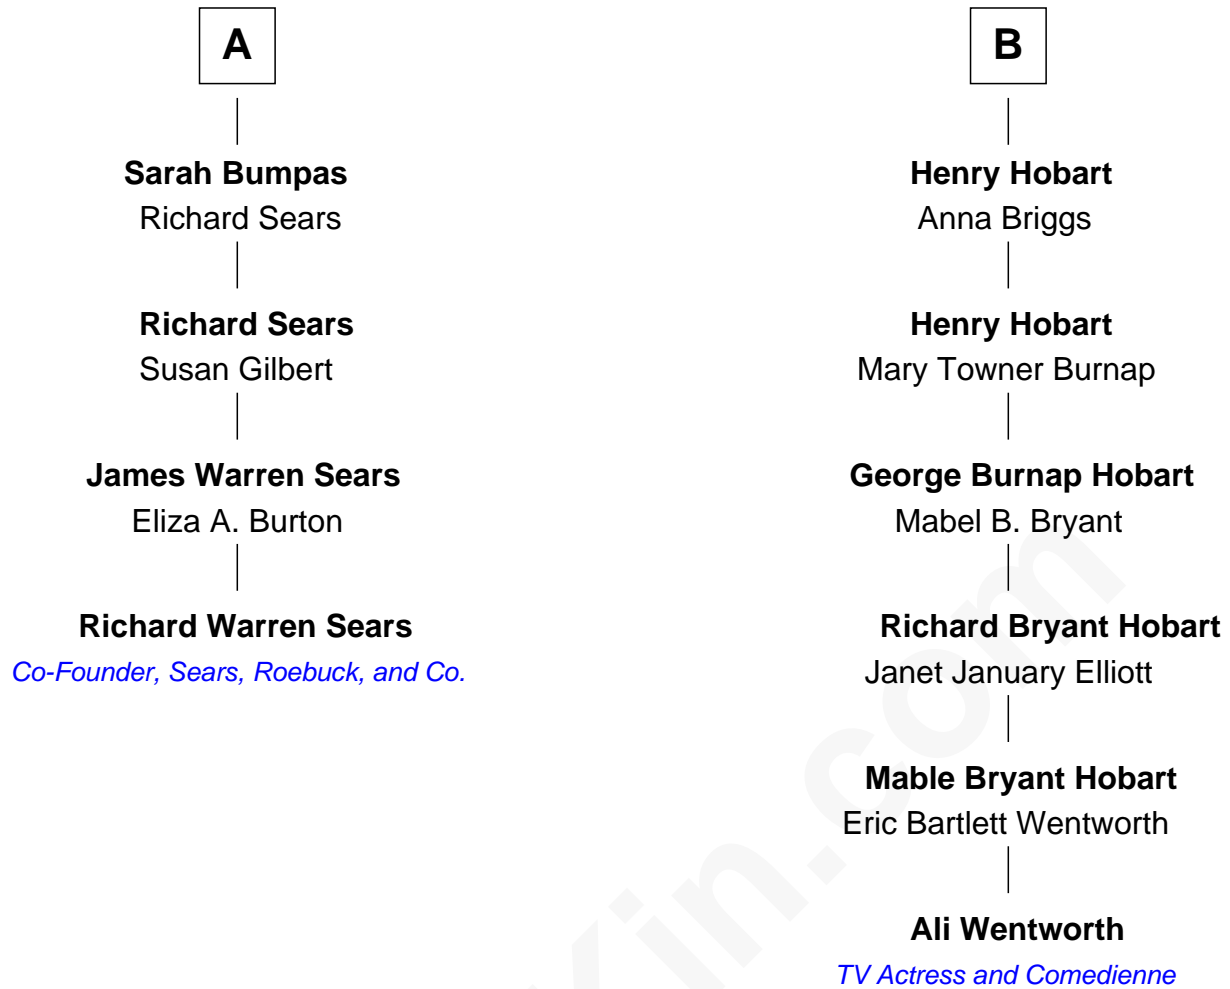 A
Sarah Bumpas
Richard Sears
Richard Sears
Susan Gilbert
James Warren Sears
Eliza A. Burton
Richard Warren Sears
Co-Founder, Sears, Roebuck, and Co.
B
Henry Hobart
Anna Briggs
Henry Hobart
Mary Towner Burnap
George Burnap Hobart
Mabel B. Bryant
Richard Bryant Hobart
Janet January Elliott
Mable Bryant Hobart
Eric Bartlett Wentworth
Ali Wentworth
TV Actress and Comedienne